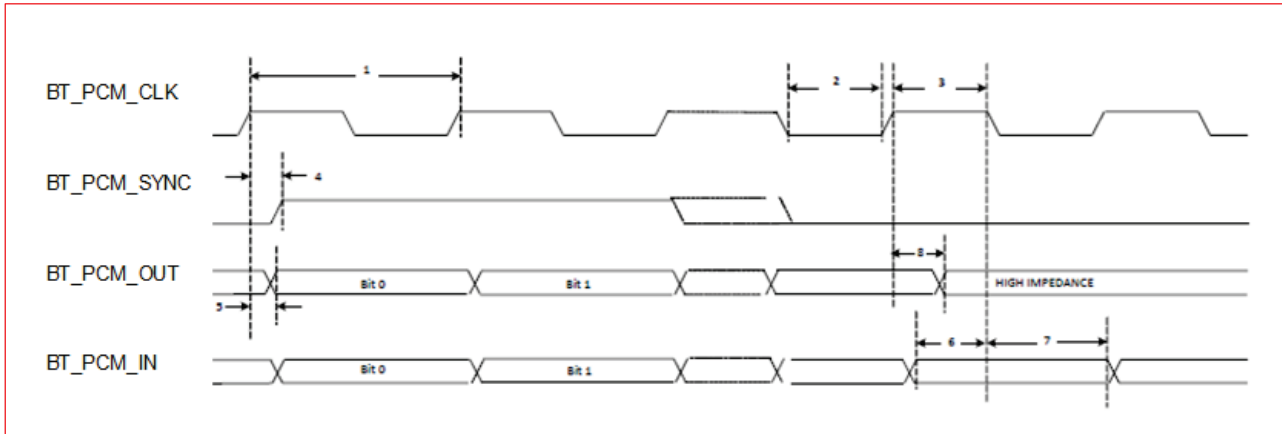 1
2
3
BT_PCM_CLK
BT_PCM_SYNC
4
BT_PCM_OUT
Bit 0
Bit 1
8
HIGH IMPEDANCE
5
6
7
BT_PCM_IN
Bit 0
Bit 1